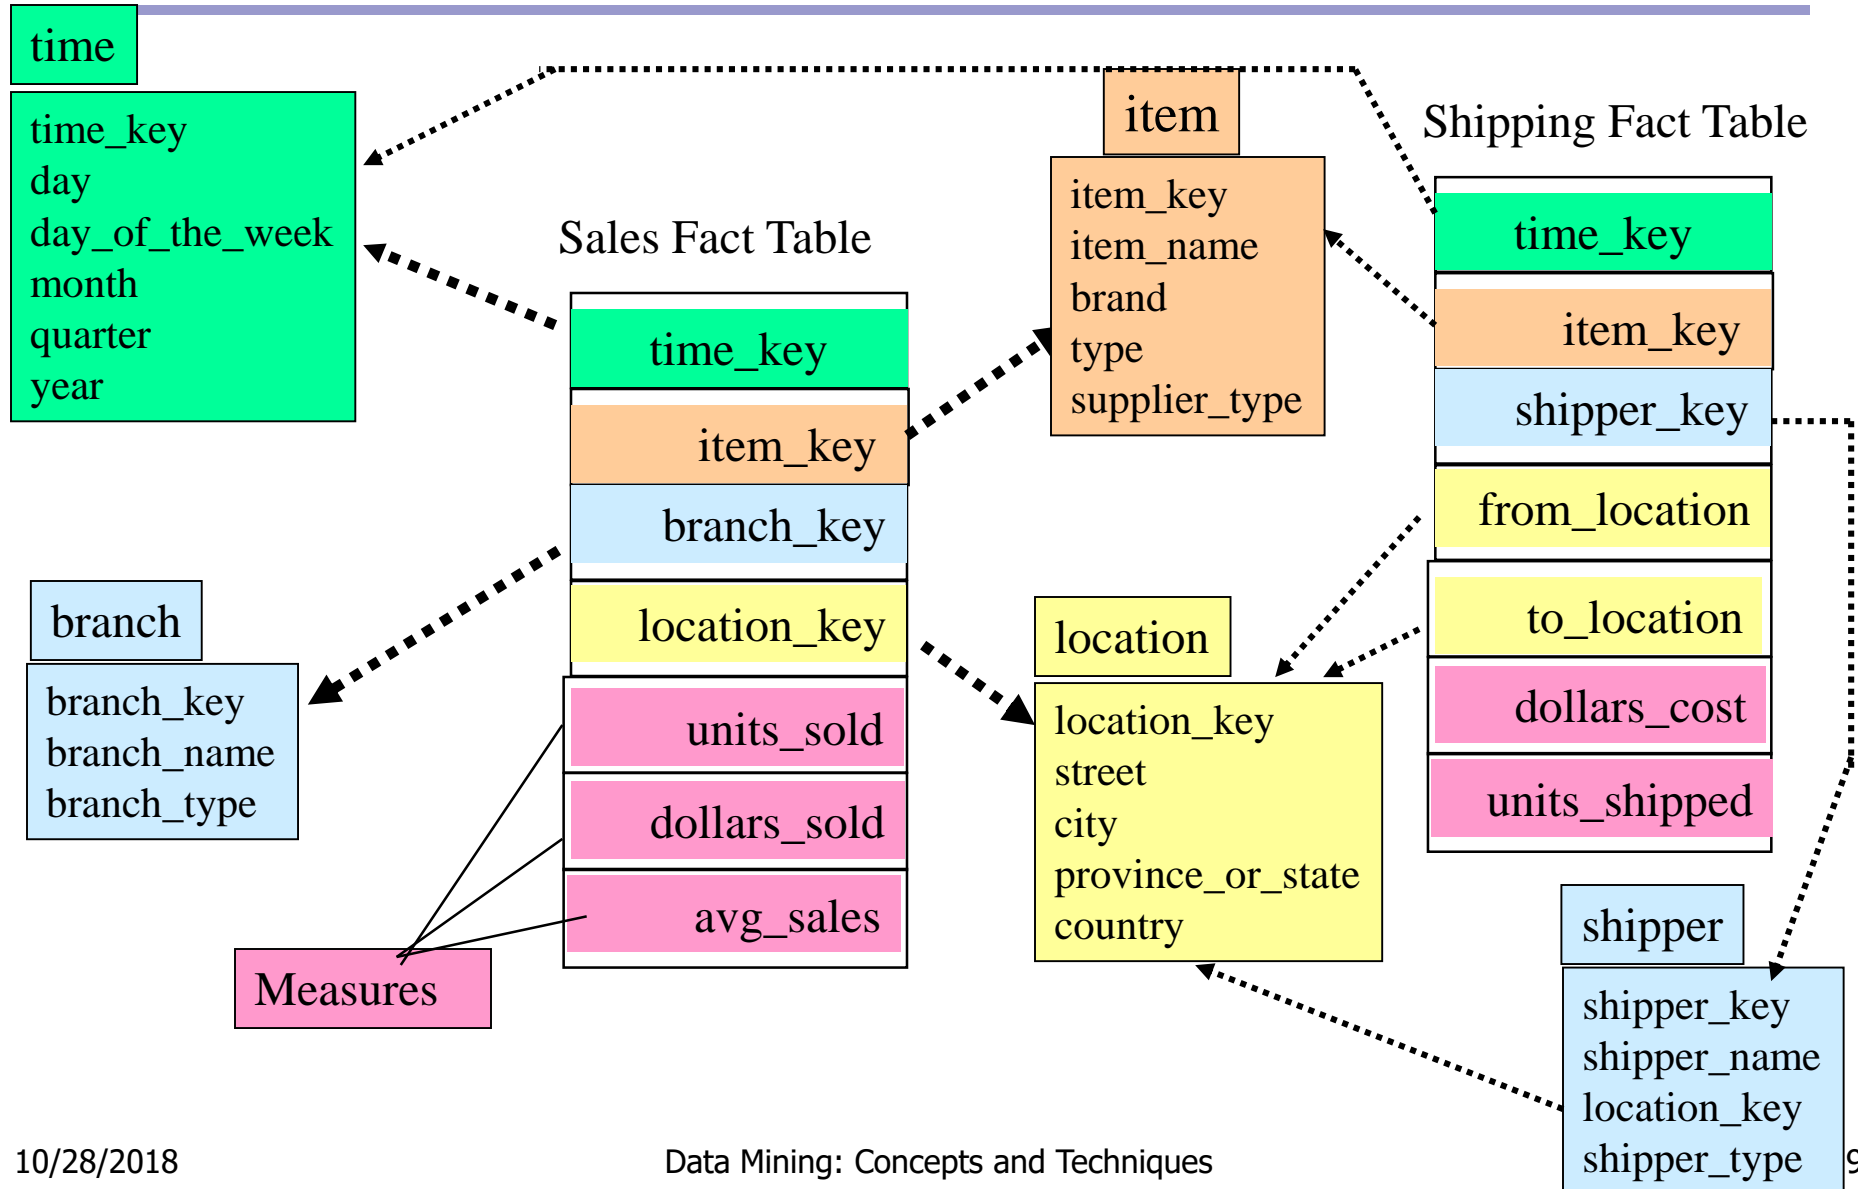 time
time_key
day
day_of_the_week
month
quarter
year
Sales Fact Table
time_key
item_key
branch_key
location_key
units_sold
dollars_sold
avg_sales
Measures
branch
branch_key
branch_name
branch_type
item
item_key
item_name
brand
type
supplier_type
location
location_key
street
city
province_or_state
country
Shipping Fact Table
time_key
item_key
shipper_key
from_location
to_location
dollars_cost
units_shipped
shipper
shipper_key
shipper_name
location_key
shipper_type
10/28/2018
Data Mining: Concepts and Techniques
9